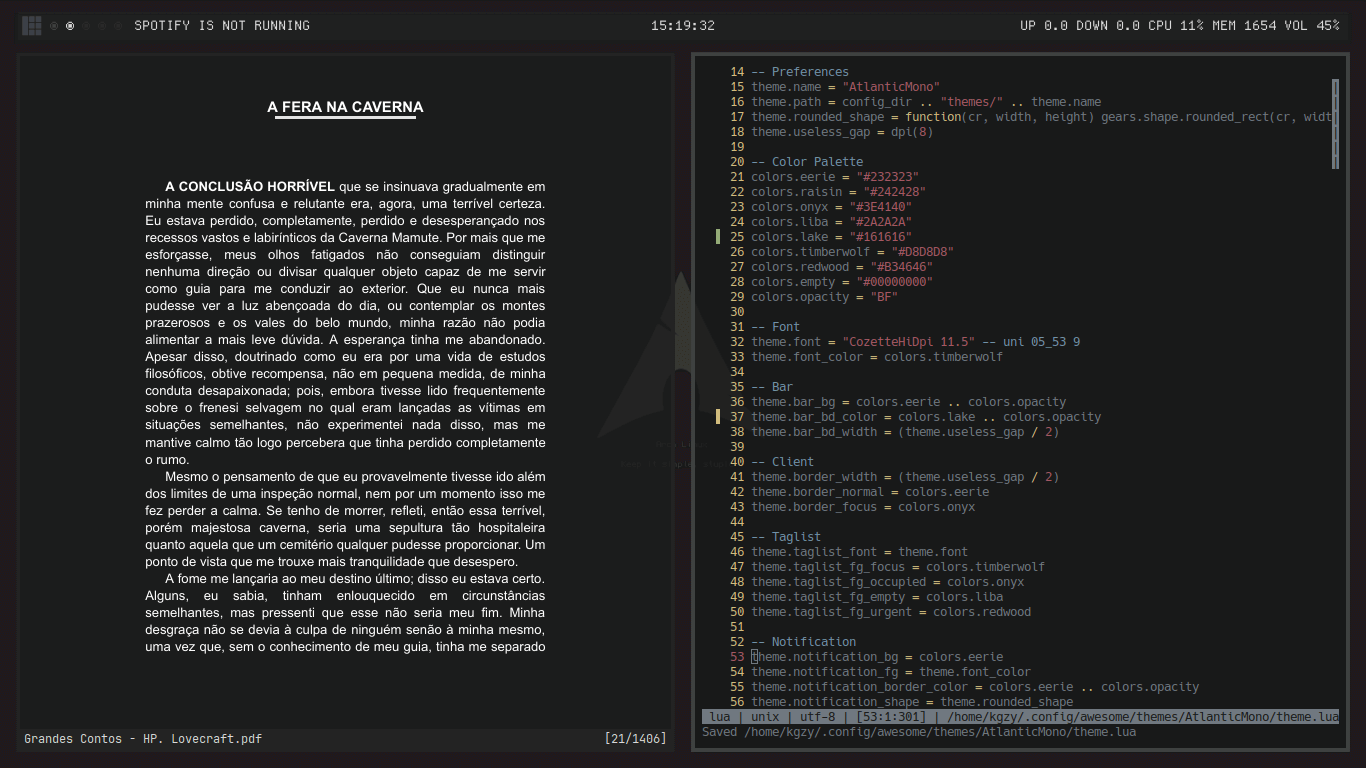 SPOTIFY IS NOT RUNNING
15:19:32
UP 0.0 DOWN 0.0 CPU 11% MEM 1654 VOL 45%
A FERA NA CAVERNA
A CONCLUSÃO HORRÍVEL que se insinuava gradualmente em
minha mente confusa e relutante era, agora, uma terrível certeza.
Eu estava perdido, completamente, perdido e desesperançado nos
recessos vastos e labirínticos da Caverna Mamute. Por mais que me
esforçasse, meus olhos fatigados não conseguiam distinguir
nenhuma direção ou divisar qualquer objeto capaz de me servir
como guia para me conduzir ao exterior. Que eu nunca mais
pudesse ver a luz abençoada do dia, ou contemplar os montes
prazerosos e os vales do belo mundo, minha razão não podia
alimentar a mais leve dúvida. A esperança tinha me abandonado.
Apesar disso, doutrinado como eu era por uma vida de estudos
filosóficos, obtive recompensa, não em pequena medida, de minha
conduta desapaixonada; pois, embora tivesse lido frequentemente
sobre o frenesi selvagem no qual eram lançadas as vítimas em
situações semelhantes, não experimentei nada disso, mas me
mantive calmo tão logo percebera que tinha perdido completamente
o rumo.
Mesmo o pensamento de que eu provavelmente tivesse ido além
dos limites de uma inspeção normal, nem por um momento isso me
fez perder a calma. Se tenho de morrer, refleti, então essa terrível,
porém majestosa caverna, seria uma sepultura tão hospitaleira
quanto aquela que um cemitério qualquer pudesse proporcionar. Um
ponto de vista que me trouxe mais tranquilidade que desespero.
A fome me lançaria ao meu destino último; disso eu estava certo.
Alguns, eu sabia, tinham enlouquecido em circunstâncias
semelhantes, mas pressenti que esse não seria meu fim. Minha
desgraça não se devia à culpa de ninguém senão à minha mesmo,
uma vez que, sem o conhecimento de meu guia, tinha me separado
Grandes Contos - HP. Lovecraft.pdf
[21/1406]
14 -- Preferences
15 theme.name = "AtlanticMono"
16 theme.path = config_dir .. "themes/" .. theme.name
17 theme.rounded_shape = function(cr, width, height) gears.shape.rounded_rect(cr, widt
18 theme.useless_gap = dpi(8)
19
20 -- Color Palette
21 colors.eerie = "#232323"
22 colors.raisin = "#242428"
23 colors.onyx = "#3E4140"
24 colors.liba = "#2A2A2A"
25 colors.lake = "#161616"
26 colors.timberwolf = "#D8D8D8"
27 colors.redwood = "#B34646"
28 colors.empty = "#00000000"
29 colors.opacity = "BF"
30
31 -- Font
32 theme.font = "CozetteHiDpi 11.5" -- uni 05_53 9
33 theme.font_color = colors.timberwolf
34
35 -- Bar
36 theme.bar_bg = colors.eerie .. colors.opacity
37 theme.bar_bd_color = colors.lake .. colors.opacity
38 theme.bar_bd_width = (theme.useless_gap / 2)
39
40 -- Client
41 theme.border_width = (theme.useless_gap / 2)
42 theme.border_normal = colors.eerie
43 theme.border_focus = colors.onyx
44
45 -- Taglist
46 theme.taglist_font = theme.font
47 theme.taglist_fg_focus = colors.timberwolf
48 theme.taglist_fg_occupied = colors.onyx
49 theme.taglist_fg_empty = colors.liba
50 theme.taglist_fg_urgent = colors.redwood
51
52 -- Notification
53 theme.notification_bg = colors.eerie
54 theme.notification_fg = theme.font_color
55 theme.notification_border_color = colors.eerie .. colors.opacity
56 theme.notification_shape = theme.rounded_shape
lua | unix | utf-8 | [53:1:301] | /home/kgzy/.config/awesome/themes/AtlanticMono/theme.lua
Saved /home/kgzy/.config/awesome/themes/AtlanticMono/theme.lua